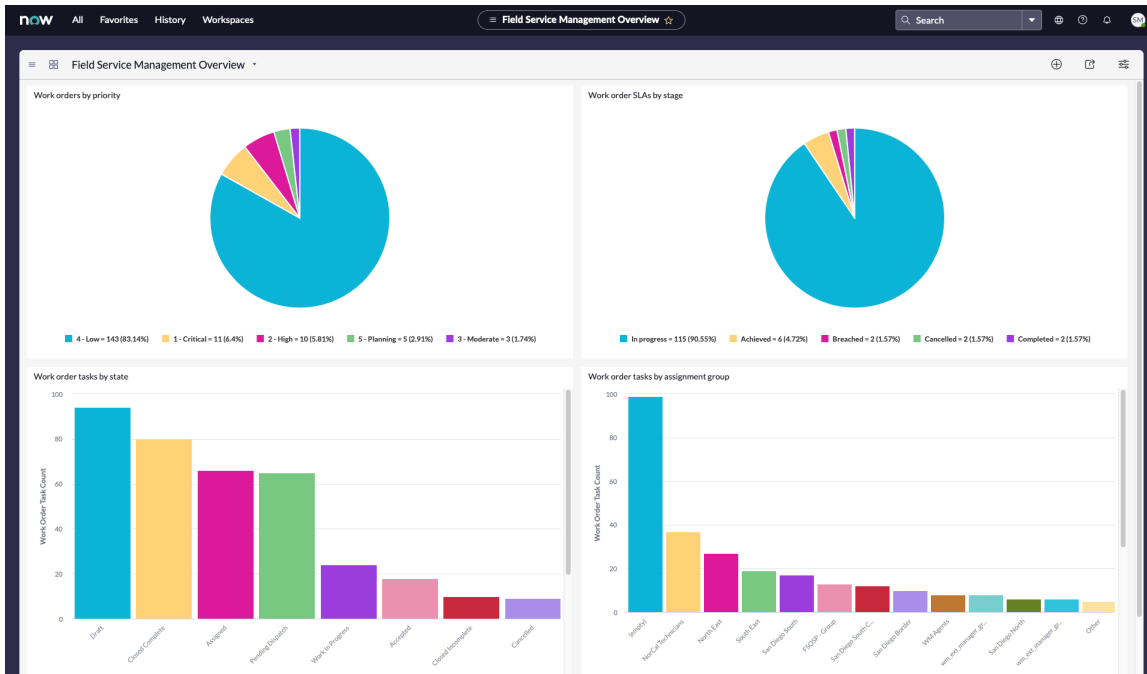 now All Favorites History Workspaces Field Service Management Overview Search SM
Field Service Management Overview
Work orders by priority
4 - Low = 143 (83.14%) 1 - Critical = 11 (6.4%) 2 - High = 10 (5.81%) 5 - Planning = 5 (2.91%) 3 - Moderate = 3 (1.74%)
Work order SLAs by stage
In progress = 115 (90.55%) Achieved = 6 (4.72%) Breached = 2 (1.57%) Cancelled = 2 (1.57%) Completed = 2 (1.57%)
Work order tasks by state
Work Order Task Count
100
80
60
40
20
0
Draft
Closed Complete
Assigned
Pending Dispatch
Work In Progress
Accepted
Closed Incomplete
Cancelled
Work order tasks by assignment group
Work Order Task Count
100
80
60
40
20
0
(empty)
NorCal Technicians
North East
South East
San Diego South
FSOSP - Group
San Diego South C...
San Diego Border
WM Agents
wm_ext_manager_gr...
San Diego North
wm_ext_manager_gr...
Other